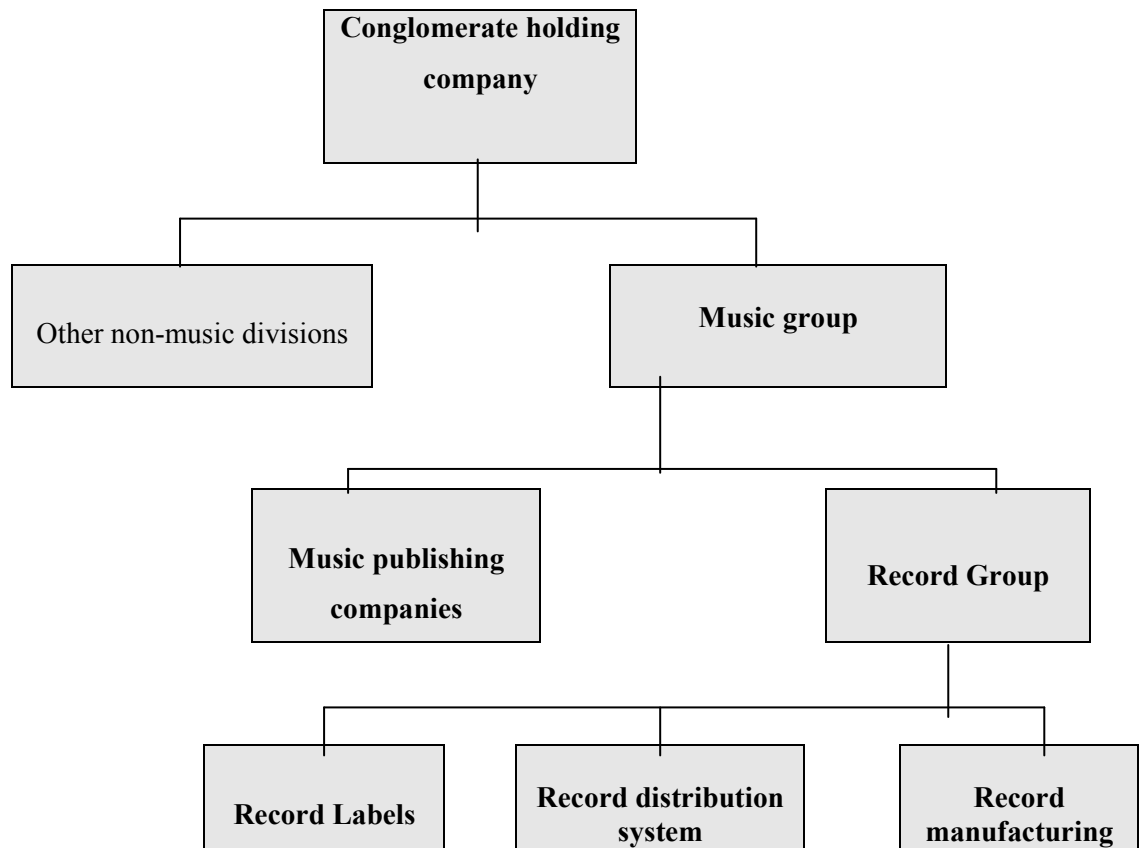 Conglomerate holding
company
Other non-music divisions
Music group
Music publishing
companies
Record Group
Record Labels
Record distribution
system
Record
manufacturing